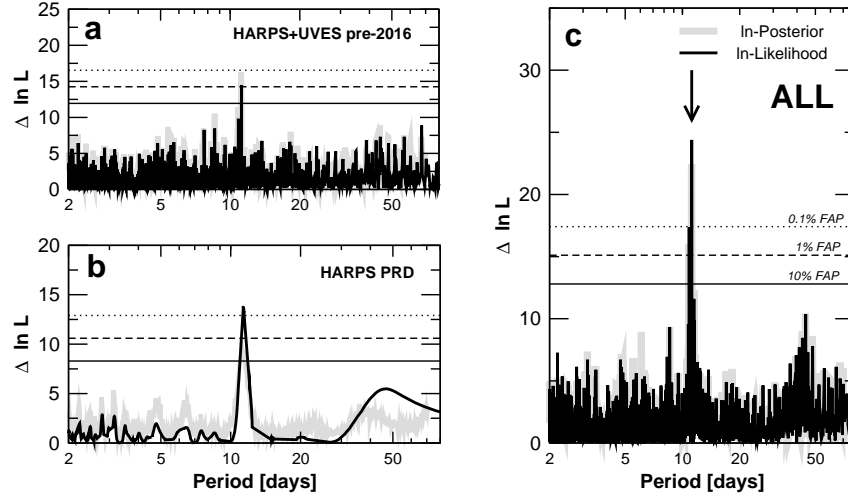 a
HARPS+UVES pre-2016
Δ ln L
25
20
15
10
5
0
2 5 10 20 50
b
HARPS PRD
Δ ln L
20
15
10
5
0
2 5 10 20 50
Period [days]
c
ln-Posterior
ln-Likelihood
ALL
Δ ln L
30
20
10
0
0.1% FAP
1% FAP
10% FAP
2 5 10 20 50
Period [days]